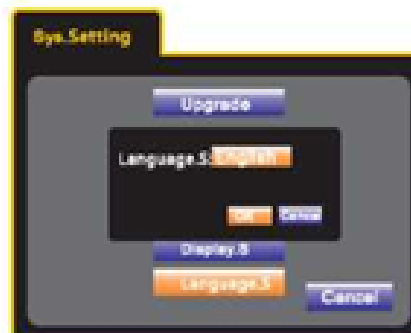 Sys.Setting
Upgrade
Language.S: English
OK Cancel
Display.S
Language.S
Cancel